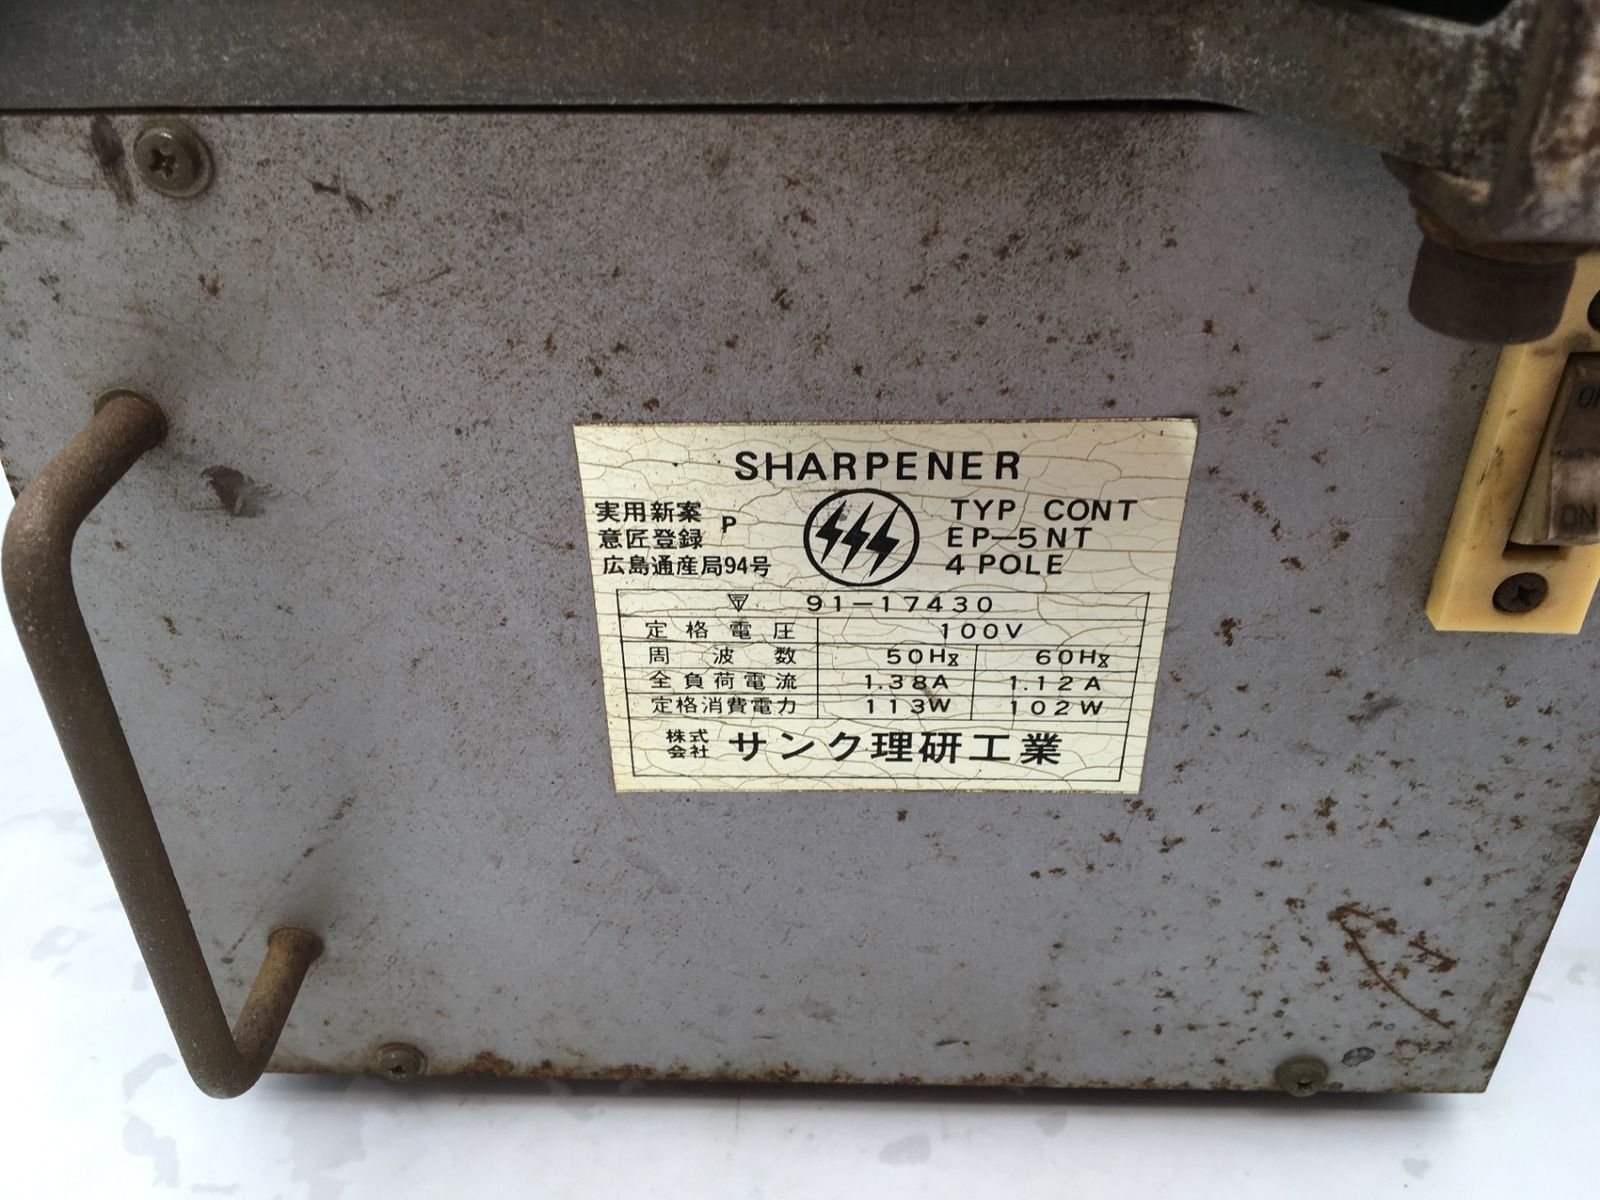 SHARPENER
実用新案
意匠登録 P
広島通産局94号
TYP CONT
EP-5NT
4 POLE
91-17430
定格電圧 100V
周波数 50Hz 60Hz
全負荷電流 1.38A 1.12A
定格消費電力 113W 102W
株式会社 サンク理研工業
ON